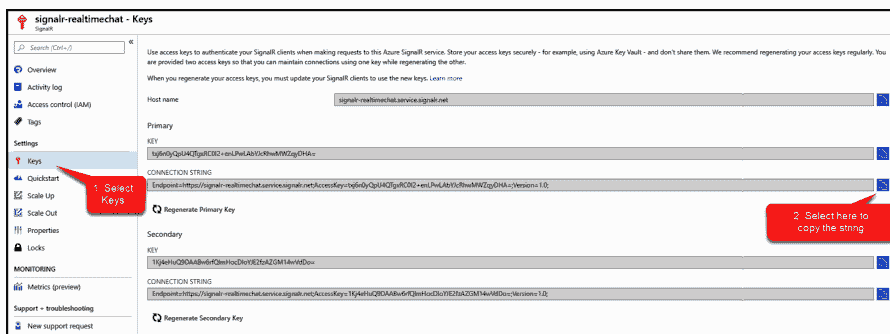 signalr-realtimechat - Keys
SignalR
Search (Ctrl+/)
«
Overview
Activity log
Access control (IAM)
Tags
Settings
Keys
Quickstart
Scale Up
Scale Out
Properties
Locks
MONITORING
Metrics (preview)
Support + troubleshooting
New support request
1. Select
Keys
Use access keys to authenticate your SignalR clients when making requests to this Azure SignalR service. Store your access keys securely - for example, using Azure Key Vault - and don't share them. We recommend regenerating your access keys regularly. You
are provided two access keys so that you can maintain connections using one key while regenerating the other.
When you regenerate your access keys, you must update your SignalR clients to use the new keys. Learn more
Host name
signalr-realtimechat.service.signalr.net
Primary
KEY
CONNECTION STRING
Endpoint=https://signalr-realtimechat.service.signalr.net;AccessKey=
;Version=1.0;
Regenerate Primary Key
2. Select here to
copy the string
Secondary
KEY
CONNECTION STRING
Endpoint=https://signalr-realtimechat.service.signalr.net;AccessKey=
;Version=1.0;
Regenerate Secondary Key